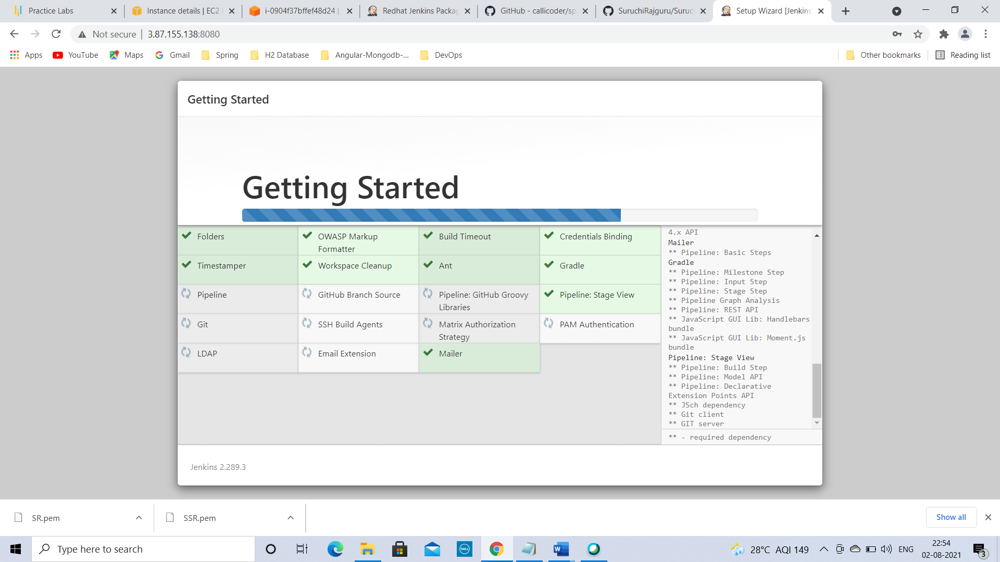 Practice Labs
Instance details | EC2
i-0904f37bffef48d24 |
Redhat Jenkins Packag
GitHub - callicoder/sp
SuruchiRajguru/Suruc
Setup Wizard [Jenkins
Not secure
3.87.155.138:8080
Apps
YouTube
Maps
Gmail
Spring
H2 Database
Angular-Mongodb-...
DevOps
Other bookmarks
Reading list
Getting Started
Getting Started
Folders
OWASP Markup
Formatter
Build Timeout
Credentials Binding
Timestamper
Workspace Cleanup
Ant
Gradle
Pipeline
GitHub Branch Source
Pipeline: GitHub Groovy
Libraries
Pipeline: Stage View
Git
SSH Build Agents
Matrix Authorization
Strategy
PAM Authentication
LDAP
Email Extension
Mailer
4.x API
Mailer
** Pipeline: Basic Steps
Gradle
** Pipeline: Milestone Step
** Pipeline: Input Step
** Pipeline: Stage Step
** Pipeline Graph Analysis
** Pipeline: REST API
** JavaScript GUI Lib: Handlebars
bundle
** JavaScript GUI Lib: Moment.js
bundle
Pipeline: Stage View
** Pipeline: Build Step
** Pipeline: Model API
** Pipeline: Declarative
Extension Points API
** JSch dependency
** Git client
** GIT server
** - required dependency
Jenkins 2.289.3
SR.pem
SSR.pem
Show all
Type here to search
DELL
W
28°C AQI 149
ENG
22:54
02-08-2021
3